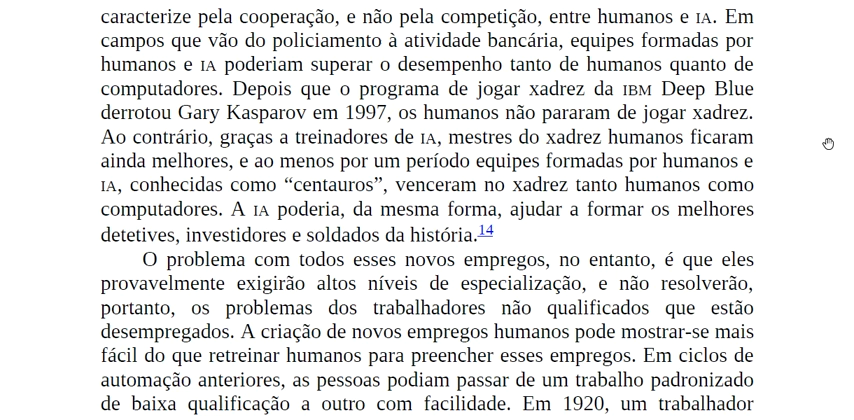 caracterize pela cooperação, e não pela competição, entre humanos e IA. Em
campos que vão do policiamento à atividade bancária, equipes formadas por
humanos e IA poderiam superar o desempenho tanto de humanos quanto de
computadores. Depois que o programa de jogar xadrez da IBM Deep Blue
derrotou Gary Kasparov em 1997, os humanos não pararam de jogar xadrez.
Ao contrário, graças a treinadores de IA, mestres do xadrez humanos ficaram
ainda melhores, e ao menos por um período equipes formadas por humanos e
IA, conhecidas como “centauros”, venceram no xadrez tanto humanos como
computadores. A IA poderia, da mesma forma, ajudar a formar os melhores
detetives, investidores e soldados da história.14
O problema com todos esses novos empregos, no entanto, é que eles
provavelmente exigirão altos níveis de especialização, e não resolverão,
portanto, os problemas dos trabalhadores não qualificados que estão
desempregados. A criação de novos empregos humanos pode mostrar-se mais
fácil do que retreinar humanos para preencher esses empregos. Em ciclos de
automação anteriores, as pessoas podiam passar de um trabalho padronizado
de baixa qualificação a outro com facilidade. Em 1920, um trabalhador